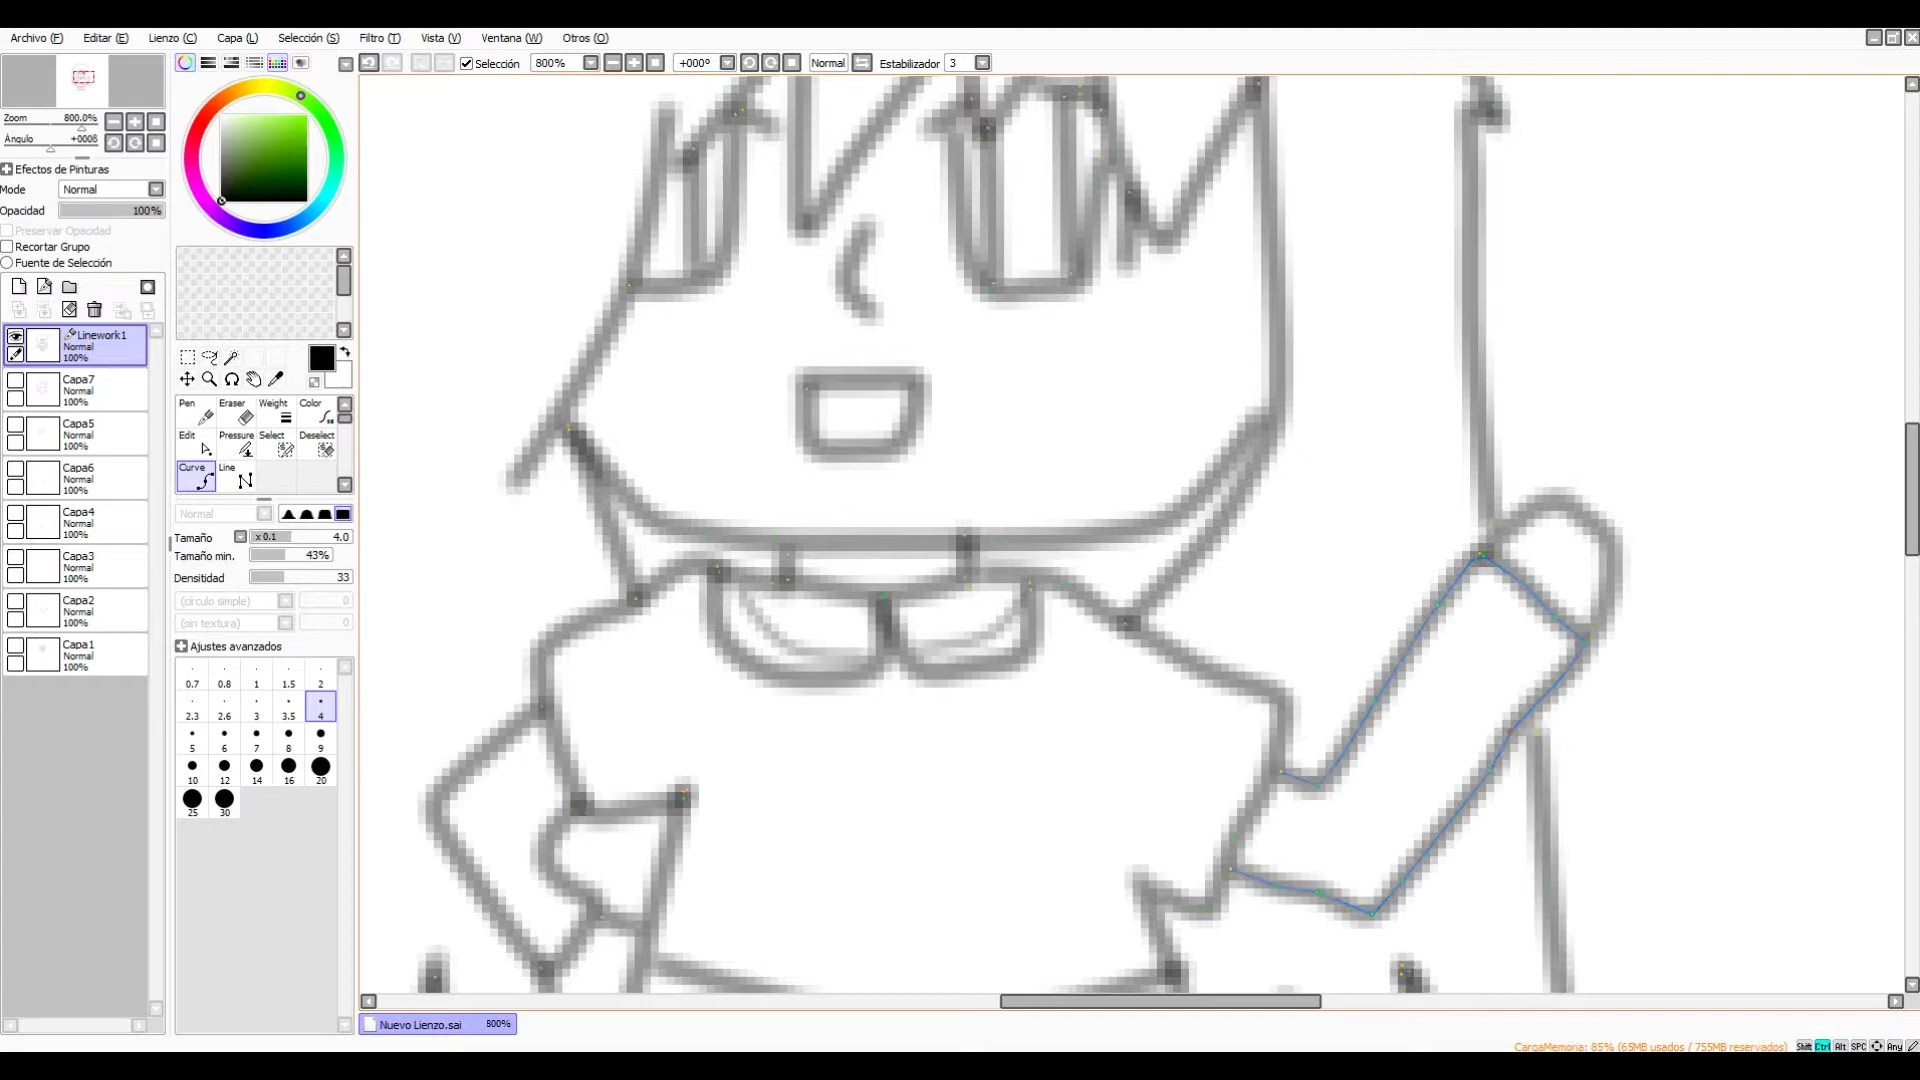 Archivo (F) Editar (E) Lienzo (C) Capa (L) Selección (S) Filtro (T) Vista (V) Ventana (W) Otros (O)
Selección 800% +000º Normal Estabilizador 3
Zoom 800.0%
Ángulo +000ß
Efectos de Pinturas
Mode Normal
Opacidad 100%
Preservar Opacidad
Recortar Grupo
Fuente de Selección
Linework1
Normal
100%
Capa7
Normal
100%
Capa5
Normal
100%
Capa6
Normal
100%
Capa4
Normal
100%
Capa3
Normal
100%
Capa2
Normal
100%
Capa1
Normal
100%
Pen Eraser Weight Color
Edit Pressure Select Deselect
Curve Line
Normal
Tamaño x 0.1 4.0
Tamaño min. 43%
Densitidad 33
(círculo simple) 0
(sin textura) 0
Ajustes avanzados
0.7 0.8 1 1.5 2
2.3 2.6 3 3.5 4
5 6 7 8 9
10 12 14 16 20
25 30
Nuevo Lienzo.sai 800%
CargaMemoria: 85% (65MB usados / 755MB reservados) Shift Ctrl Alt SPC Any